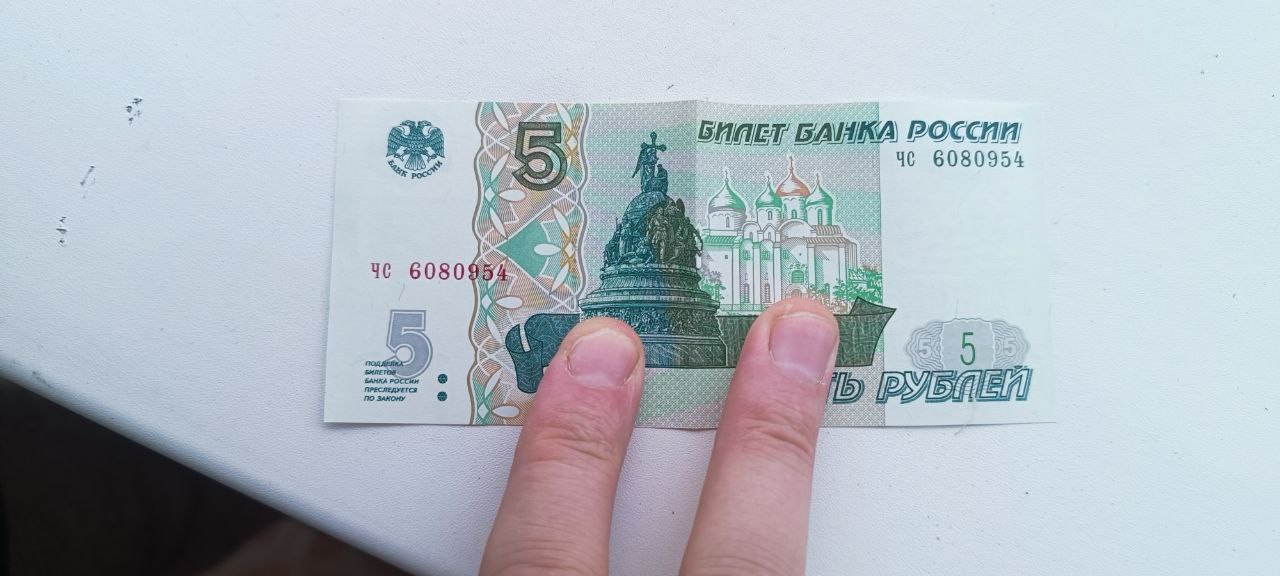 БАНК РОССИИ
5
БИЛЕТ БАНКА РОССИИ
ЧС 6080954
ЧС 6080954
5
ПОДДЕЛКА
БИЛЕТОВ
БАНКА РОССИИ
ПРЕСЛЕДУЕТСЯ
ПО ЗАКОНУ
5 5 5
ТЬ РУБЛЕЙ